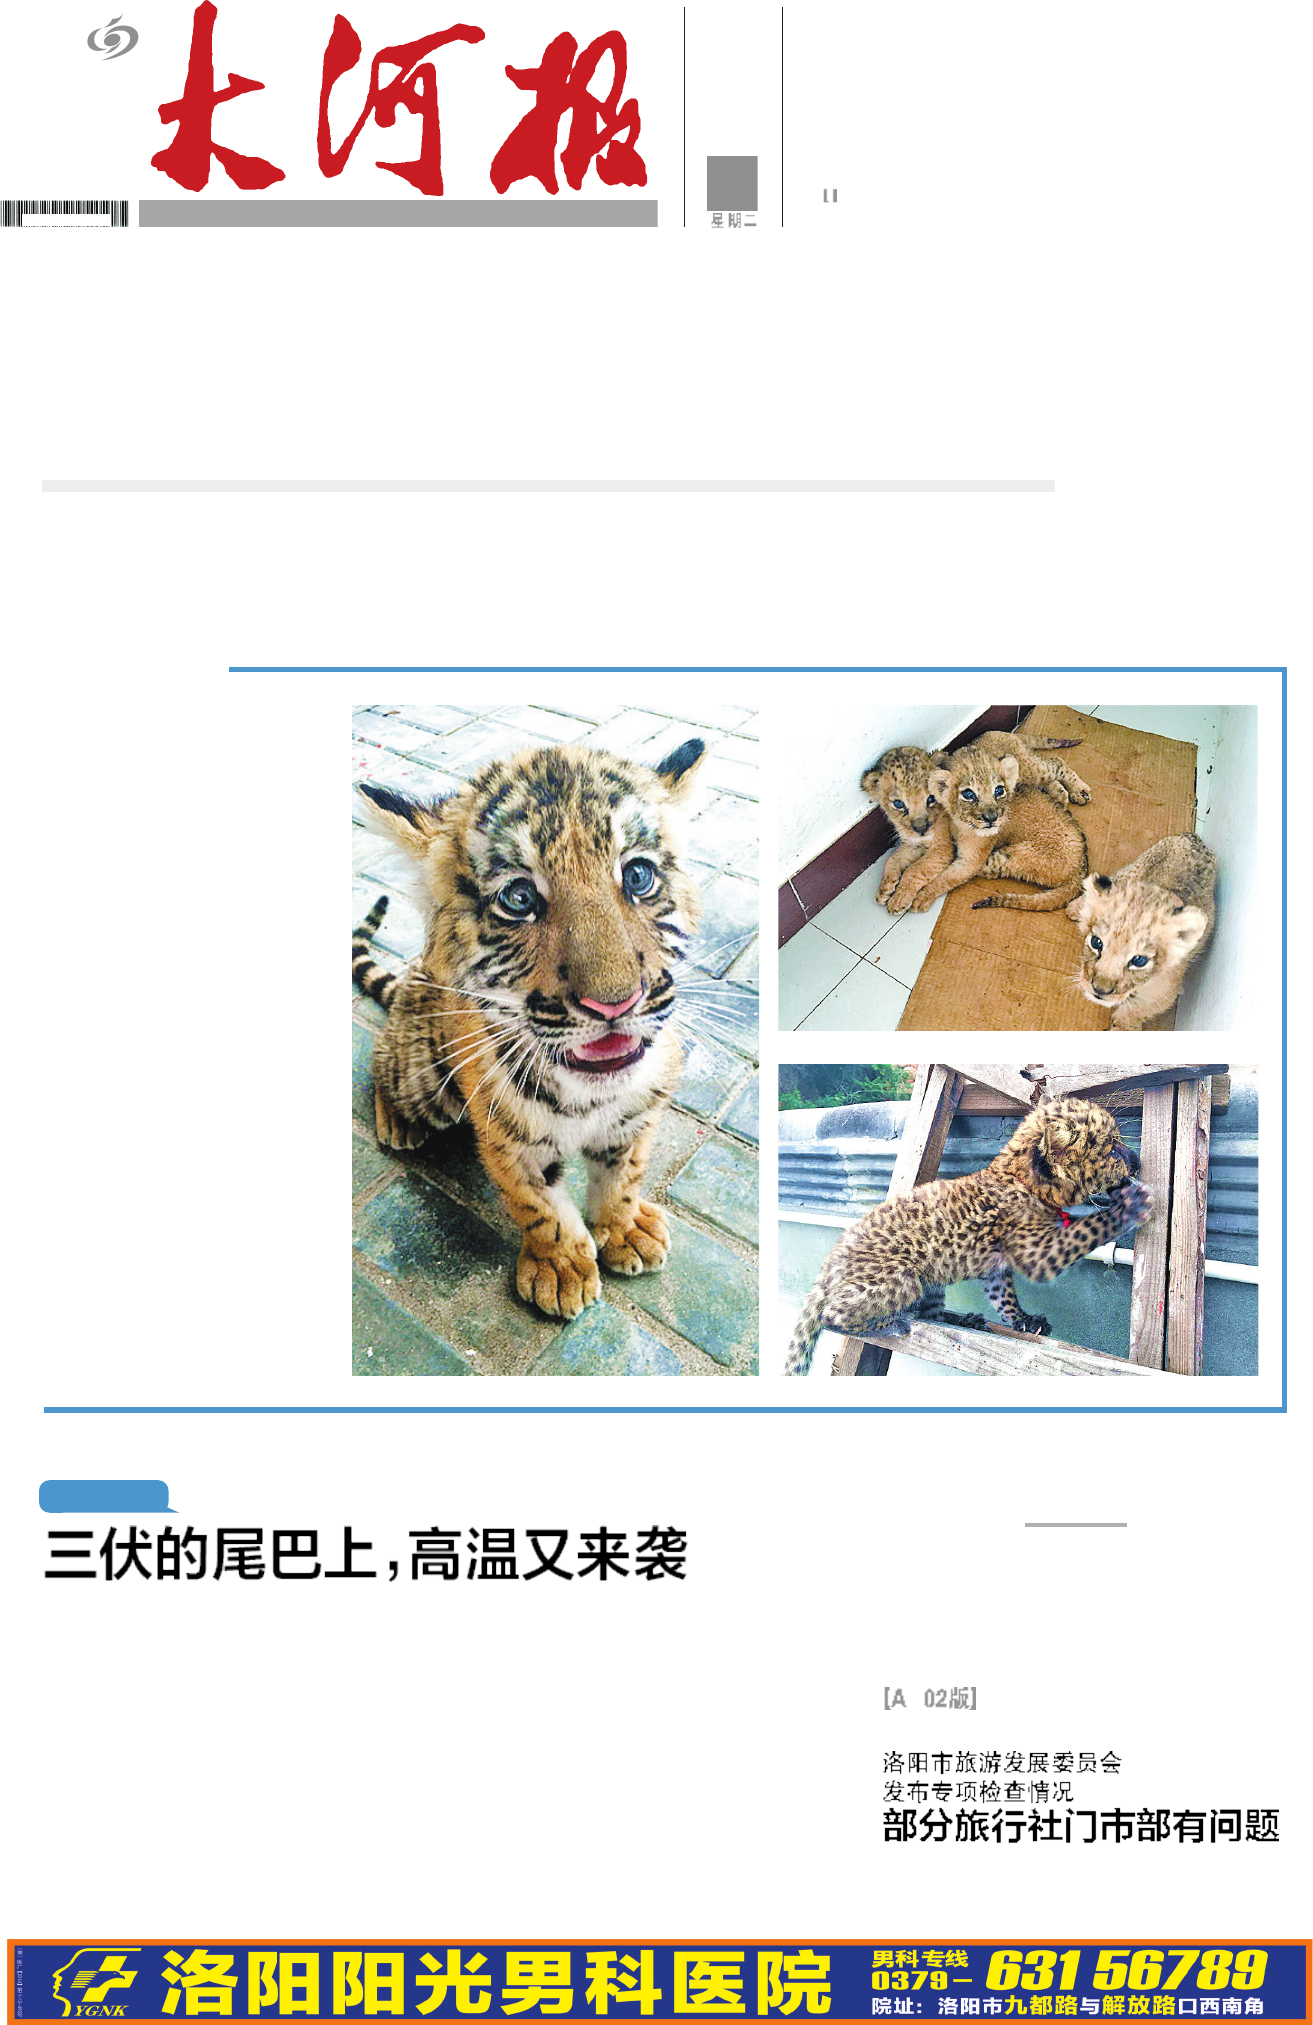 大河报
星期二
三伏的尾巴上，高温又来袭
【A 02版】
洛阳市旅游发展委员会
发布专项检查情况
部分旅行社门市部有问题
YGNK
洛阳阳光男科医院
男科专线
0379－63156789
院址：洛阳市九都路与解放路口西南角